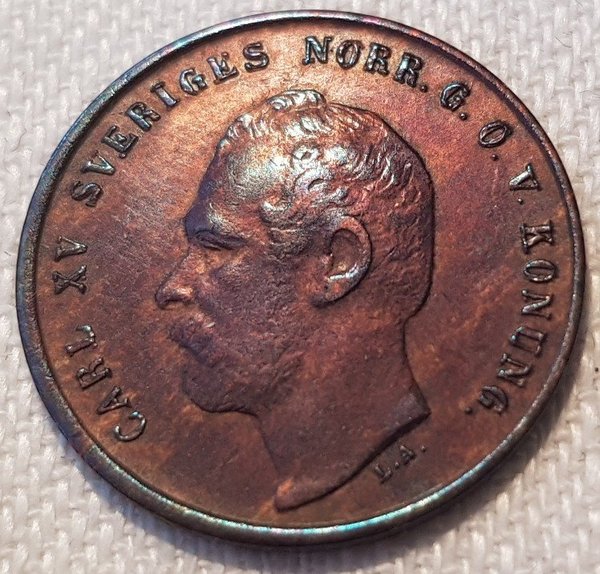 CARL XV SVERIGES NORR. G. O. V. KONUNG.
L.A.